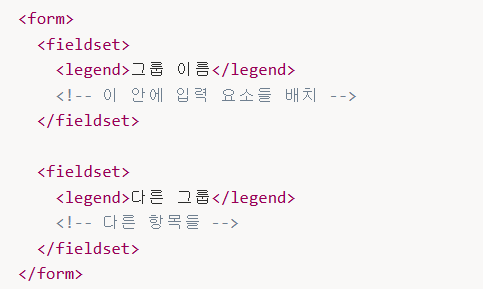 <form>
  <fieldset>
    <legend>그룹 이름</legend>
    <!-- 이 안에 입력 요소들 배치 -->
  </fieldset>

  <fieldset>
    <legend>다른 그룹</legend>
    <!-- 다른 항목들 -->
  </fieldset>
</form>